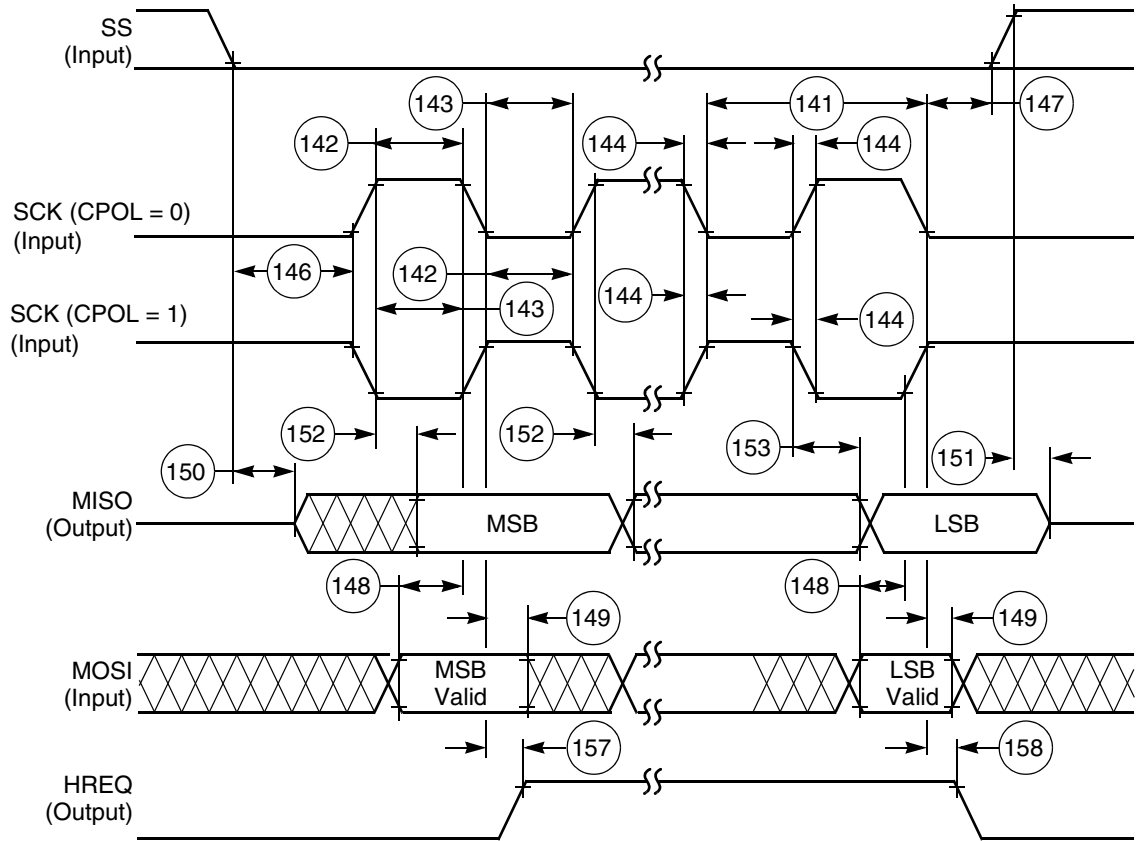 SS
(Input)
143
141
147
142
144
144
SCK (CPOL = 0)
(Input)
146
142
144
SCK (CPOL = 1)
(Input)
143
144
152
152
153
150
151
MISO
(Output)
MSB
LSB
148
148
149
149
MOSI
(Input)
MSB
Valid
LSB
Valid
157
158
HREQ
(Output)